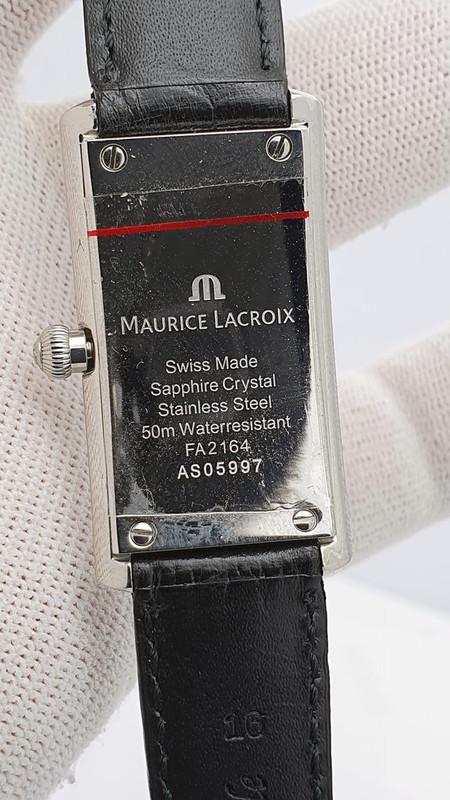 MAURICE LACROIX
Swiss Made
Sapphire Crystal
Stainless Steel
50m Waterresistant
FA2164
AS05997
16